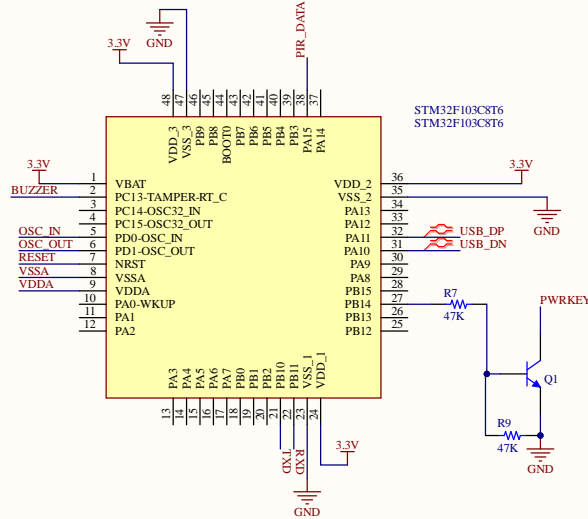 GND
3.3V
PIR_DATA
STM32F103C8T6
STM32F103C8T6
48
47
46
45
44
43
42
41
40
39
38
37
VDD_3
VSS_3
PB9
PB8
BOOT0
PB7
PB6
PB5
PB4
PB3
PA15
PA14
3.3V
1 VBAT
BUZZER 2 PC13-TAMPER-RT_C
3 PC14-OSC32_IN
4 PC15-OSC32_OUT
OSC_IN 5 PD0-OSC_IN
OSC_OUT 6 PD1-OSC_OUT
RESET 7 NRST
VSSA 8 VSSA
VDDA 9 VDDA
10 PA0-WKUP
11 PA1
12 PA2
3.3V
VDD_2 36
VSS_2 35
PA13 34
PA12 33
PA11 32 USB_DP
PA10 31 USB_DN
PA9 30
PA8 29
PB15 28
PB14 27
PB13 26
PB12 25
GND
R7
47K
PWRKEY
Q1
R9
47K
GND
PA3
PA4
PA5
PA6
PA7
PB0
PB1
PB2
PB10
PB11
VSS_1
VDD_1
13
14
15
16
17
18
19
20
21
22
23
24
TXD
RXD
3.3V
GND